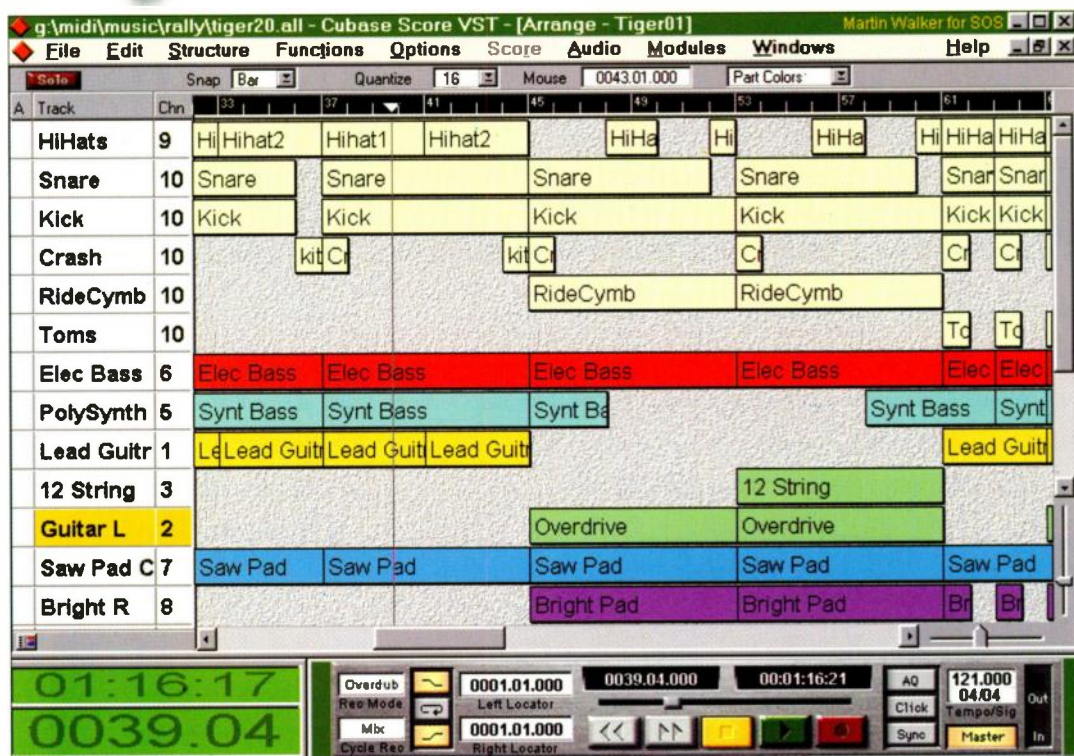 g:\midi\music\rally\tiger20.all - Cubase Score VST - [Arrange - Tiger01] Martin Walker for SOS
File Edit Structure Functions Options Score Audio Modules Windows Help
Solo Snap Bar Quantize 16 Mouse 0043.01.000 Part Colors
A Track Chn 33 37 41 45 49 53 57 61
HiHats 9 Hi Hihat2 Hihat1 Hihat2 HiHa Hi HiHa Hi HiHa HiHa
Snare 10 Snare Snare Snare Snare Snar Snar
Kick 10 Kick Kick Kick Kick Kick Kick
Crash 10 kit Cr kit Cr Cr Cr Cr
RideCymb 10 RideCymb RideCymb
Toms 10 To To
Elec Bass 6 Elec Bass Elec Bass Elec Bass Elec Bass Elec Elec
PolySynth 5 Synt Bass Synt Bass Synt Ba Synt Bass Synt
Lead Guitr 1 Le Lead Guitr Lead Guit Lead Guitr Lead Guitr
12 String 3 12 String
Guitar L 2 Overdrive Overdrive
Saw Pad C 7 Saw Pad Saw Pad Saw Pad Saw Pad Saw Pad
Bright R 8 Bright Pad Bright Pad Br Br
01:16:17
0039.04
Overdub
Rec Mode
Mix
Cycle Rec
0001.01.000
Left Locator
0001.01.000
Right Locator
0039.04.000 00:01:16:21
AQ
Click
Sync
121.000
04/04
Tempo/Sig
Master
Out
In